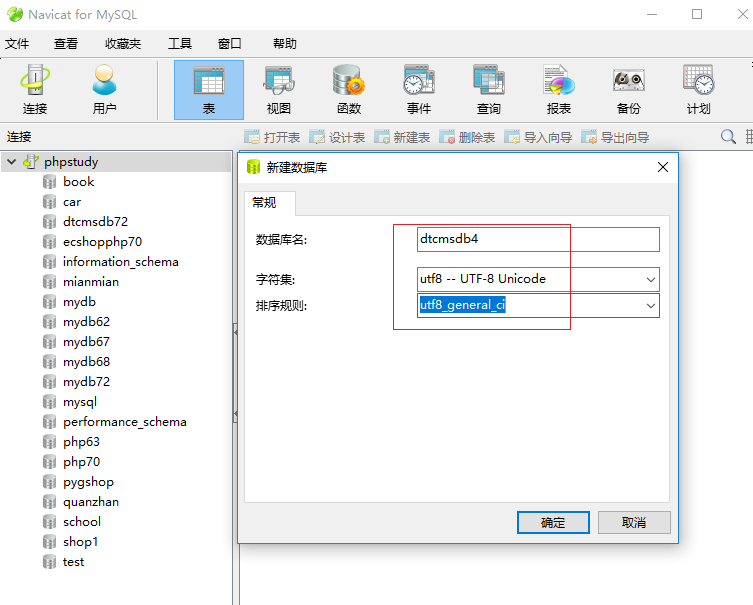 Navicat for MySQL
文件 查看 收藏夹 工具 窗口 帮助
连接 用户 表 视图 函数 事件 查询 报表 备份 计划
连接 打开表 设计表 新建表 删除表 导入向导 导出向导
phpstudy
book
car
dtcmsdb72
ecshopphp70
information_schema
mianmian
mydb
mydb62
mydb67
mydb68
mydb72
mysql
performance_schema
php63
php70
pygshop
quanzhan
school
shop1
test
新建数据库
常规
数据库名: dtcmsdb4
字符集: utf8 -- UTF-8 Unicode
排序规则: utf8_general_ci
确定 取消